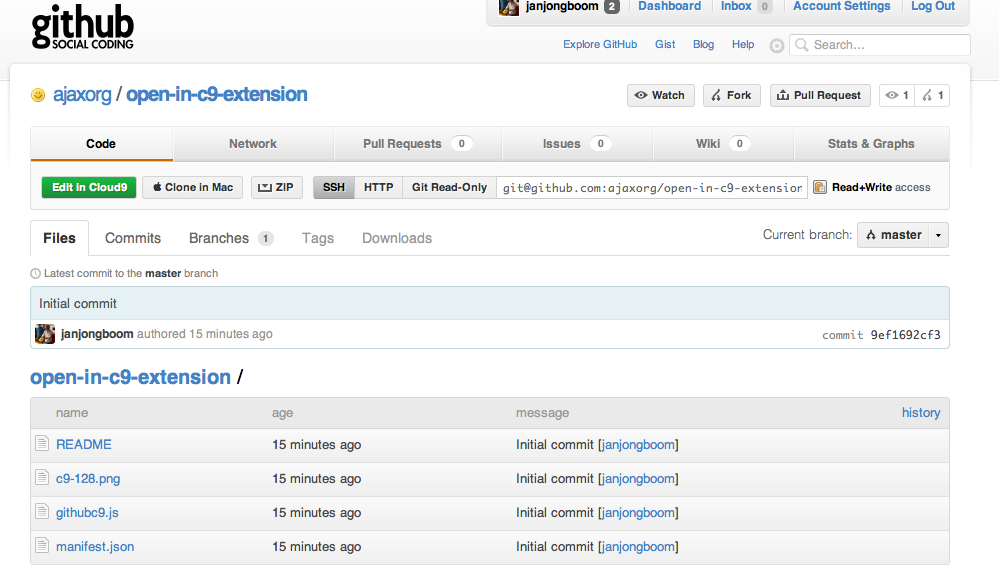 github
SOCIAL CODING
janjongboom 2 Dashboard Inbox 0 Account Settings Log Out
Explore GitHub Gist Blog Help Search...
ajaxorg / open-in-c9-extension
Watch Fork Pull Request 1 1
Code Network Pull Requests 0 Issues 0 Wiki 0 Stats & Graphs
Edit in Cloud9 Clone in Mac ZIP SSH HTTP Git Read-Only git@github.com:ajaxorg/open-in-c9-extension Read+Write access
Files Commits Branches 1 Tags Downloads Current branch: master
Latest commit to the master branch
Initial commit
janjongboom authored 15 minutes ago commit 9ef1692cf3
open-in-c9-extension /
name age message history
README 15 minutes ago Initial commit [janjongboom]
c9-128.png 15 minutes ago Initial commit [janjongboom]
githubc9.js 15 minutes ago Initial commit [janjongboom]
manifest.json 15 minutes ago Initial commit [janjongboom]